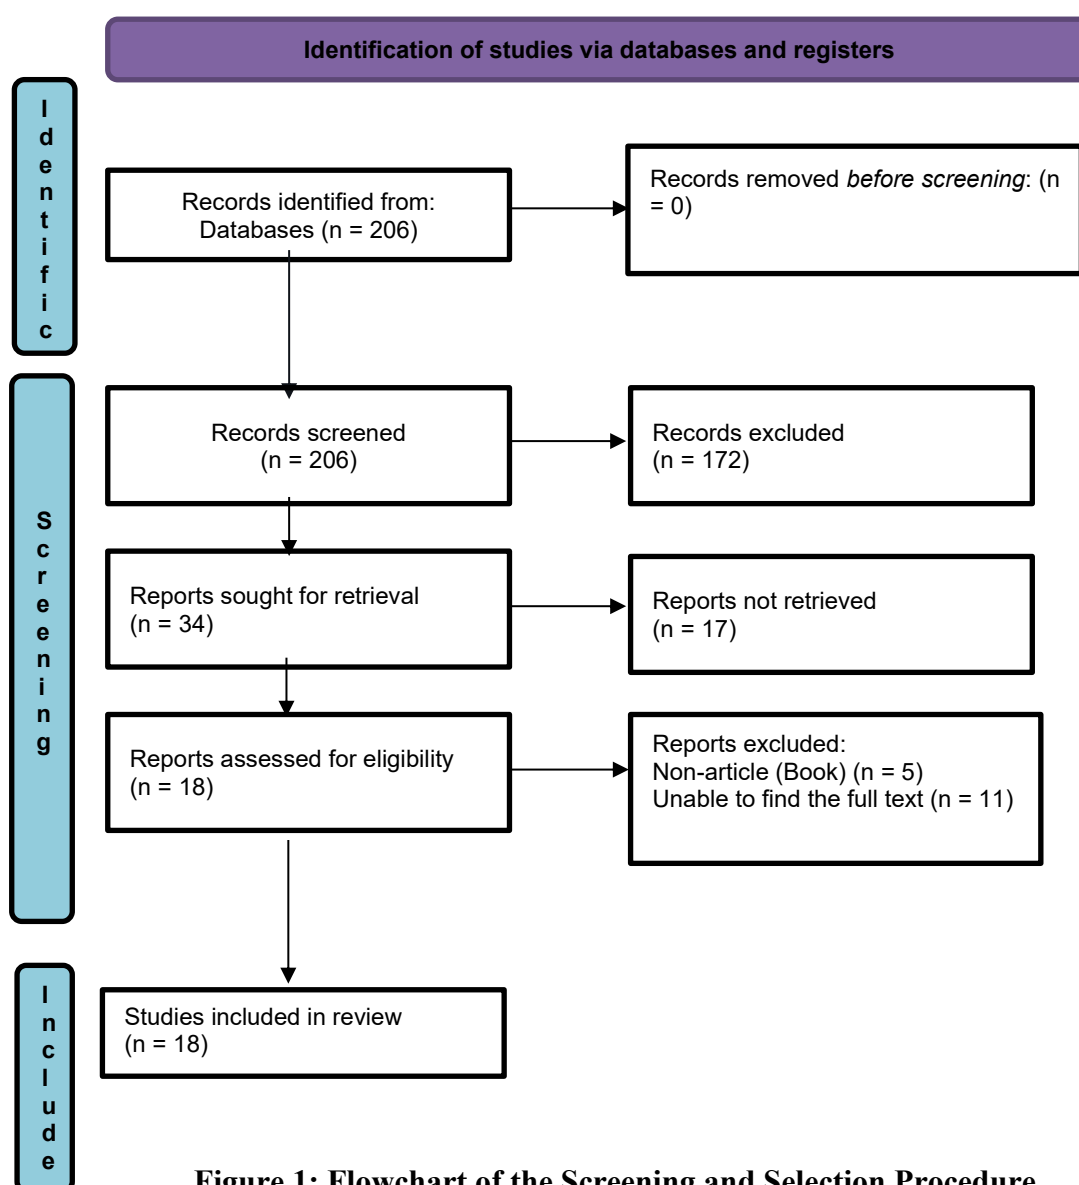 Identification of studies via databases and registers
Identific
Records identified from:
Databases (n = 206)
Records removed before screening: (n
= 0)
Screening
Records screened
(n = 206)
Records excluded
(n = 172)
Reports sought for retrieval
(n = 34)
Reports not retrieved
(n = 17)
Reports assessed for eligibility
(n = 18)
Reports excluded:
Non-article (Book) (n = 5)
Unable to find the full text (n = 11)
Include
Studies included in review
(n = 18)
Figure 1: Flowchart of the Screening and Selection Procedure